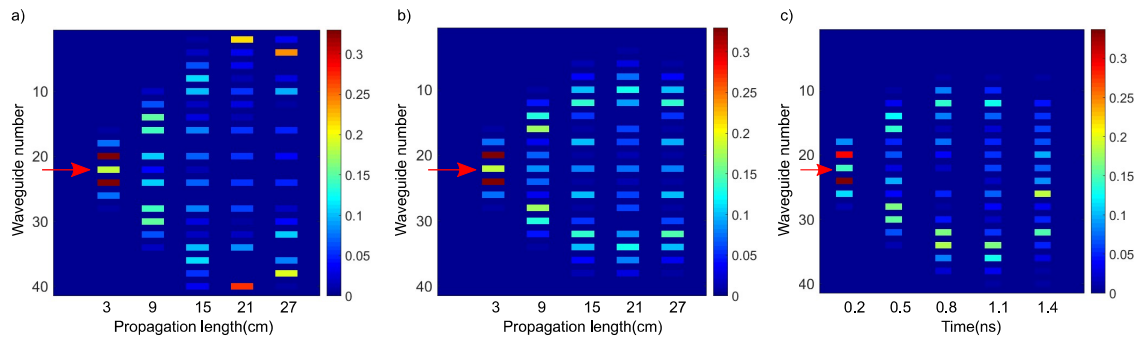 a)
Waveguide number
10
20
30
40
3 9 15 21 27
Propagation length(cm)
0.3
0.25
0.2
0.15
0.1
0.05
0
b)
Waveguide number
10
20
30
40
3 9 15 21 27
Propagation length(cm)
0.3
0.25
0.2
0.15
0.1
0.05
0
c)
Waveguide number
10
20
30
40
0.2 0.5 0.8 1.1 1.4
Time(ns)
0.3
0.25
0.2
0.15
0.1
0.05
0